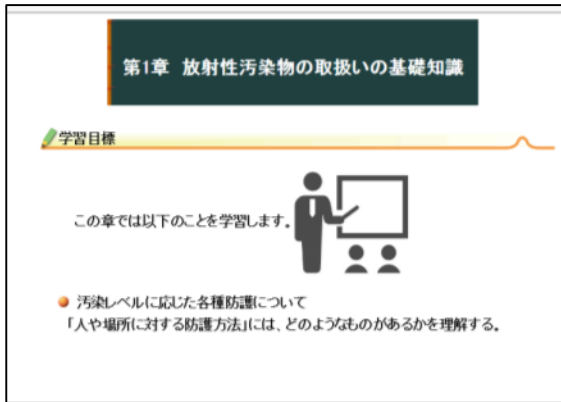 第1章 放射性汚染物の取扱いの基礎知識
学習目標
この章では以下のことを学習します。
汚染レベルに応じた各種防護について
「人や場所に対する防護方法」には、どのようなものがあるかを理解する。